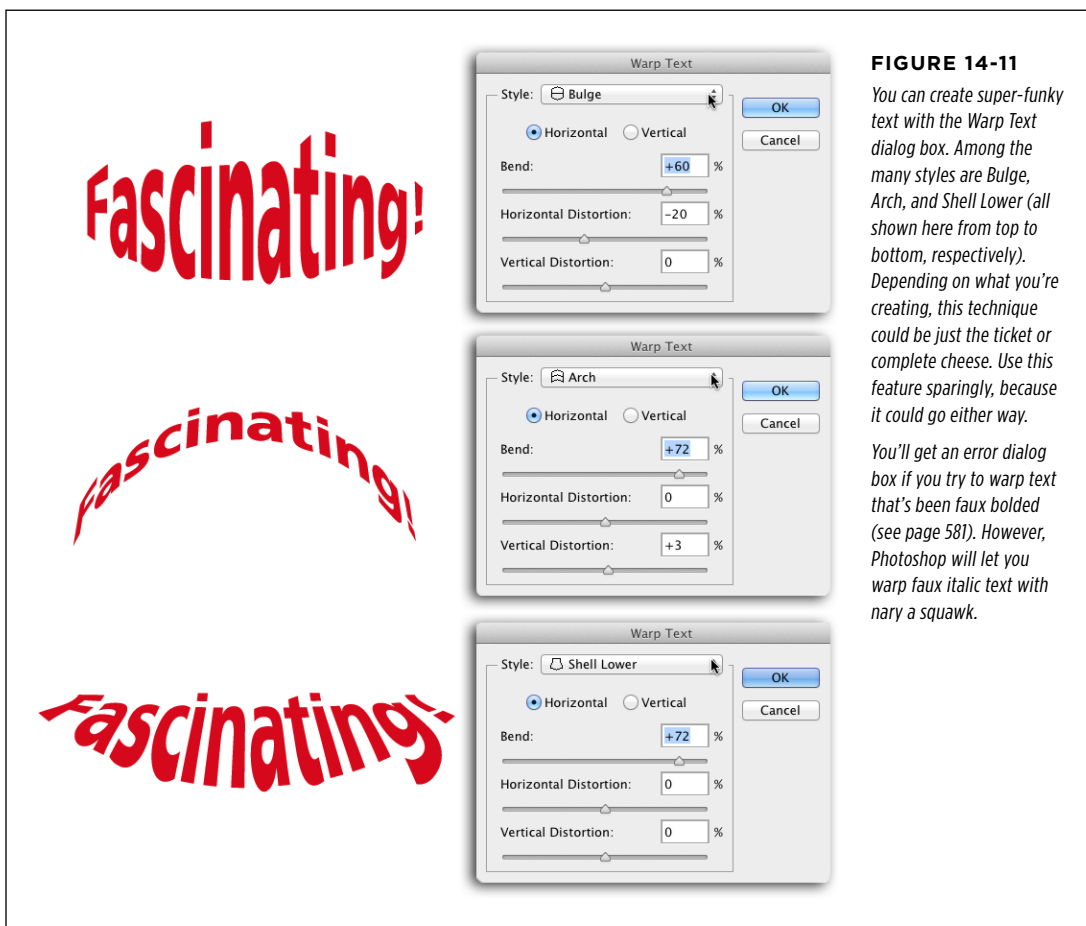 Fascinating!
Warp Text
Style: Bulge
OK
Horizontal Vertical
Cancel
Bend: +60 %
Horizontal Distortion: -20 %
Vertical Distortion: 0 %
Fascinating!
Warp Text
Style: Arch
OK
Horizontal Vertical
Cancel
Bend: +72 %
Horizontal Distortion: 0 %
Vertical Distortion: +3 %
Fascinating!
Warp Text
Style: Shell Lower
OK
Horizontal Vertical
Cancel
Bend: +72 %
Horizontal Distortion: 0 %
Vertical Distortion: 0 %
FIGURE 14-11
You can create super-funky
text with the Warp Text
dialog box. Among the
many styles are Bulge,
Arch, and Shell Lower (all
shown here from top to
bottom, respectively).
Depending on what you're
creating, this technique
could be just the ticket or
complete cheese. Use this
feature sparingly, because
it could go either way.
You'll get an error dialog
box if you try to warp text
that's been faux bolded
(see page 581). However,
Photoshop will let you
warp faux italic text with
nary a squawk.